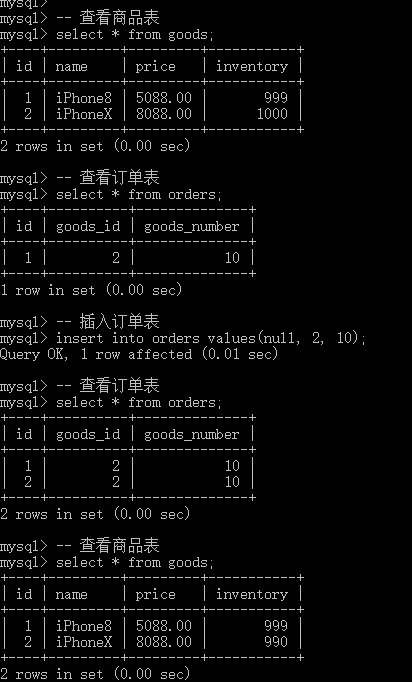 mysql>
mysql> -- 查看商品表
mysql> select * from goods;
+----+---------+---------+-----------+
| id | name    | price   | inventory |
+----+---------+---------+-----------+
|  1 | iPhone8 | 5088.00 |       999 |
|  2 | iPhoneX | 8088.00 |      1000 |
+----+---------+---------+-----------+
2 rows in set (0.00 sec)
mysql> -- 查看订单表
mysql> select * from orders;
+----+----------+--------------+
| id | goods_id | goods_number |
+----+----------+--------------+
|  1 |        2 |           10 |
+----+----------+--------------+
1 row in set (0.00 sec)
mysql> -- 插入订单表
mysql> insert into orders values(null, 2, 10);
Query OK, 1 row affected (0.01 sec)
mysql> -- 查看订单表
mysql> select * from orders;
+----+----------+--------------+
| id | goods_id | goods_number |
+----+----------+--------------+
|  1 |        2 |           10 |
|  2 |        2 |           10 |
+----+----------+--------------+
2 rows in set (0.00 sec)
mysql> -- 查看商品表
mysql> select * from goods;
+----+---------+---------+-----------+
| id | name    | price   | inventory |
+----+---------+---------+-----------+
|  1 | iPhone8 | 5088.00 |       999 |
|  2 | iPhoneX | 8088.00 |       990 |
+----+---------+---------+-----------+
2 rows in set (0.00 sec)